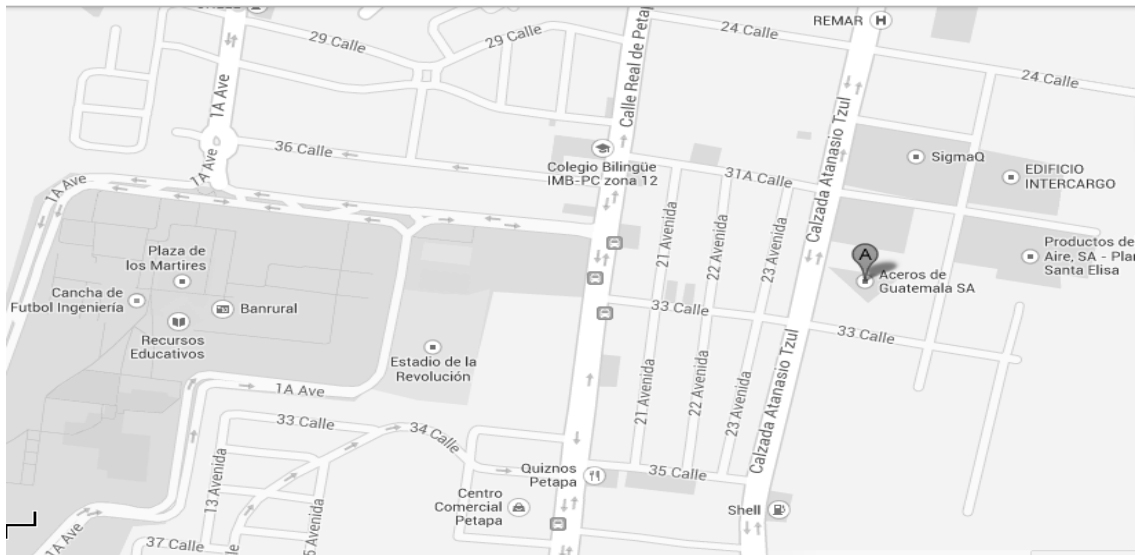 REMAR
H
24 Calle
24 Calle
29 Calle
29 Calle
1A Ave
Calle Real de Petapa
36 Calle
1A Ave
1A Ave
Colegio Bilingüe
IMB-PC zona 12
31A Calle
Calzada Atanasio Tzul
SigmaQ
EDIFICIO
INTERCARGO
21 Avenida
22 Avenida
23 Avenida
Productos de
Aire, SA - Plan
Santa Elisa
A
Aceros de
Guatemala SA
Plaza de
los Martires
Cancha de
Futbol Ingeniería
Banrural
Recursos
Educativos
33 Calle
33 Calle
Estadio de la
Revolución
1A Ave
21 Avenida
22 Avenida
23 Avenida
Calzada Atanasio Tzul
33 Calle
34 Calle
13 Avenida
Quiznos
Petapa
35 Calle
Centro
Comercial
Petapa
Shell
1A Ave
37 Calle